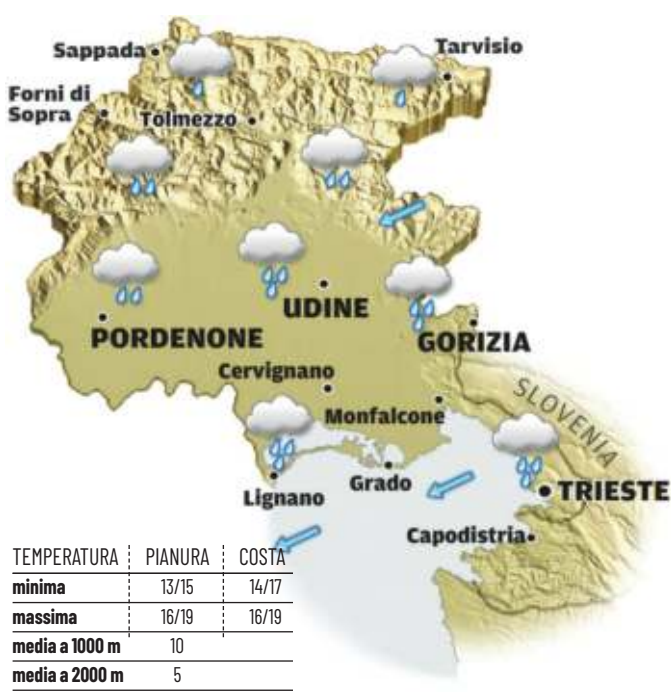 Sappada
Tarvisio
Forni di
Sopra
Tolmezzo
UDINE
PORDENONE
GORIZIA
Cervignano
SLOVENIA
Monfalcone
Grado
Lignano
TRIESTE
Capodistria
TEMPERATURA PIANURA COSTA
minima 13/15 14/17
massima 16/19 16/19
media a 1000 m 10
media a 2000 m 5